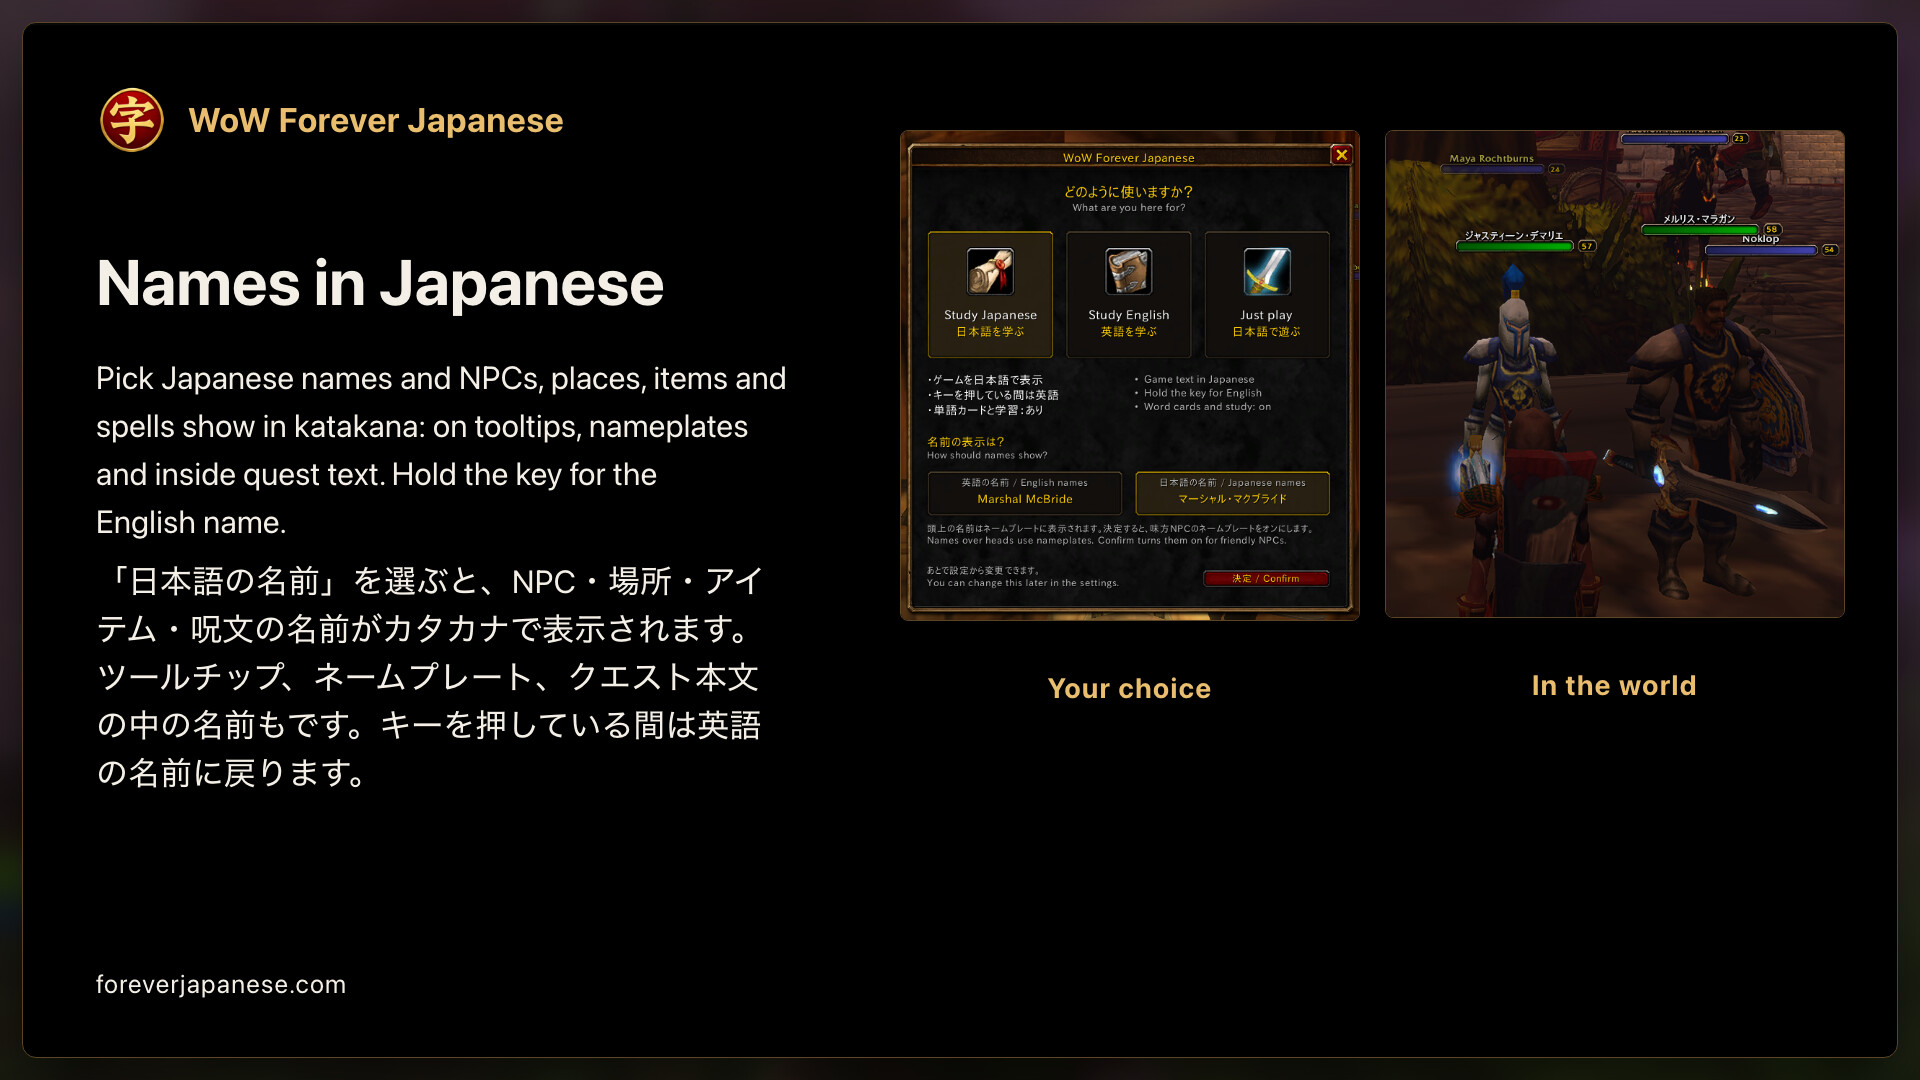 字
WoW Forever Japanese
Names in Japanese
Pick Japanese names and NPCs, places, items and
spells show in katakana: on tooltips, nameplates
and inside quest text. Hold the key for the
English name.
「日本語の名前」を選ぶと、NPC・場所・アイ
テム・呪文の名前がカタカナで表示されます。
ツールチップ、ネームプレート、クエスト本文
の中の名前もです。キーを押している間は英語
の名前に戻ります。
foreverjapanese.com
WoW Forever Japanese
どのように使いますか?
What are you here for?
Study Japanese
日本語を学ぶ
Study English
英語を学ぶ
Just play
日本語で遊ぶ
・ゲームを日本語で表示
・キーを押している間は英語
・単語カードと学習:あり
• Game text in Japanese
• Hold the key for English
• Word cards and study: on
名前の表示は?
How should names show?
英語の名前 / English names
Marshal McBride
日本語の名前 / Japanese names
マーシャル・マクブライド
頭上の名前はネームプレートに表示されます。決定すると、味方NPCのネームプレートをオンにします。
Names over heads use nameplates. Confirm turns them on for friendly NPCs.
あとで設定から変更できます。
You can change this later in the settings.
決定 / Confirm
Your choice
23
Maya Rochtburns
24
メルリス・マラガン
58
ジャスティーン・デマリエ
57
Noklop
54
In the world